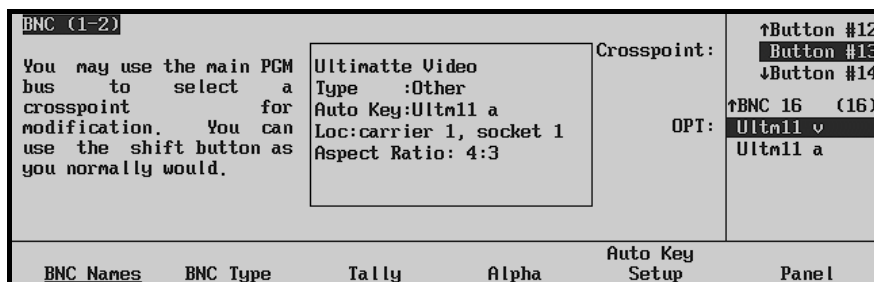 BNC (1-2)
You may use the main PGM
bus to select a
crosspoint for
modification. You can
use the shift button as
you normally would.
Ultimatte Video
Type :Other
Auto Key:Ultm11 a
Loc:carrier 1, socket 1
Aspect Ratio: 4:3
Crosspoint:
↑Button #12
Button #13
↓Button #14
↑BNC 16 (16)
OPT:
Ultm11 v
Ultm11 a
BNC Names BNC Type Tally Alpha Auto Key Setup Panel